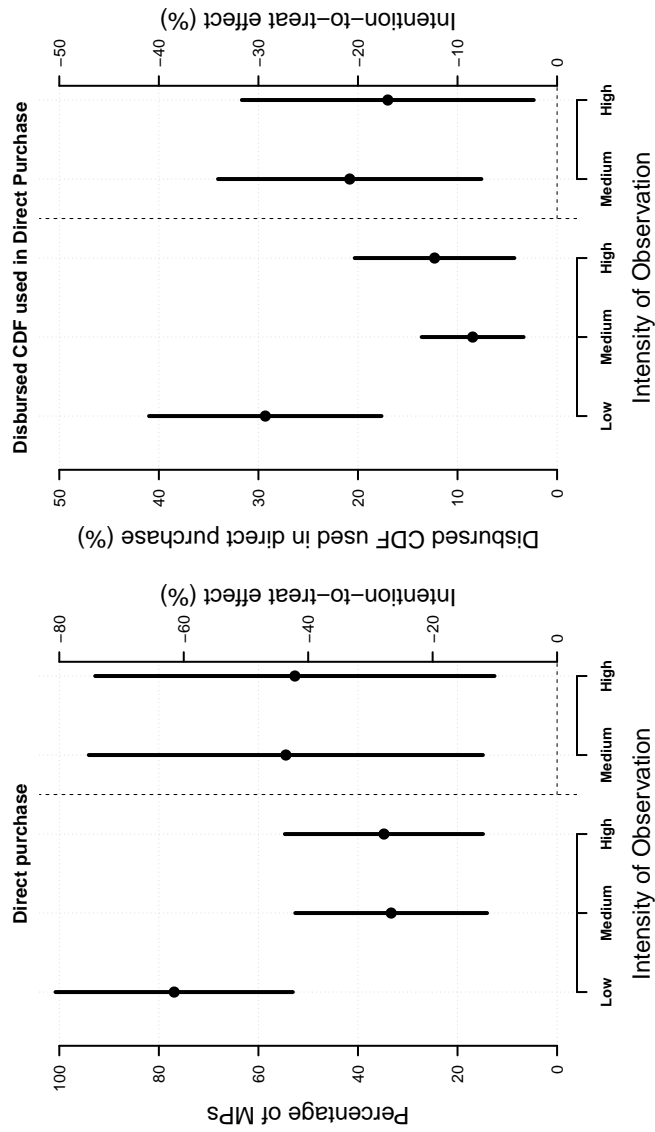 Direct purchase
Percentage of MPs
0
20
40
60
80
100
Low
Medium
High
Medium
High
Intensity of Observation
0
−20
−40
−60
−80
Intention−to−treat effect (%)
Disbursed CDF used in Direct Purchase
Disbursed CDF used in direct purchase (%)
0
10
20
30
40
50
Low
Medium
High
Medium
High
Intensity of Observation
0
−10
−20
−30
−40
−50
Intention−to−treat effect (%)